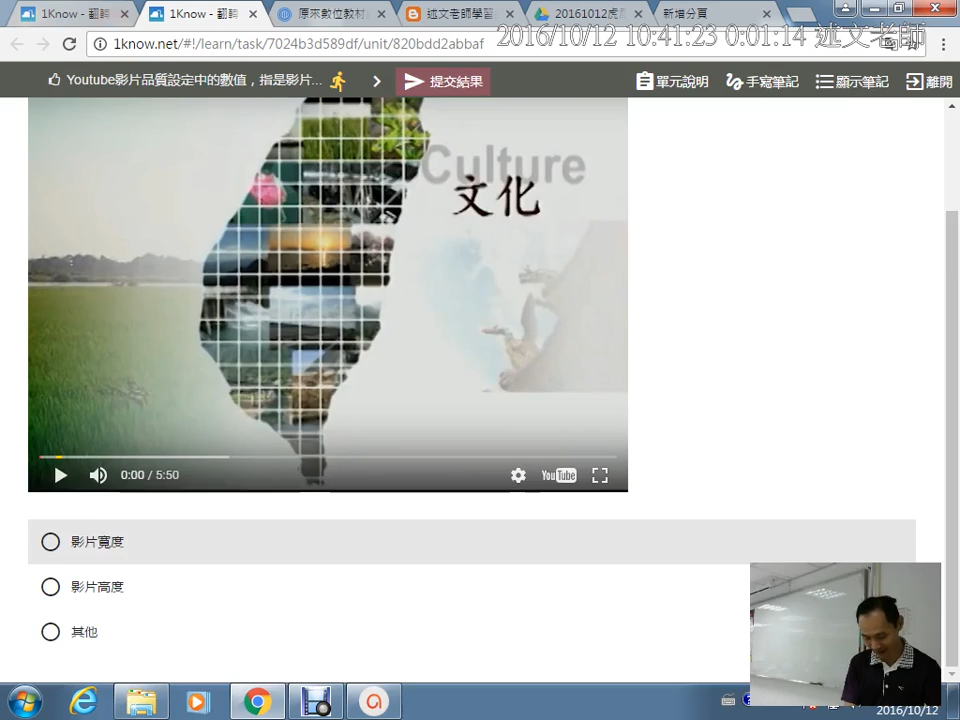 1Know - 翻轉
1Know - 翻轉
原來數位教材
述文老師學習
20161012虎
新增分頁
1know.net/#!/learn/task/7024b3d589df/unit/820bdd2abbaf
2016/10/12 10:41:23 0:01:14 述文老師
Youtube影片品質設定中的數值，指是影片...
提交結果
單元說明
手寫筆記
顯示筆記
離開
Culture
文化
0:00 / 5:50
YouTube
影片寬度
影片高度
其他
2016/10/12